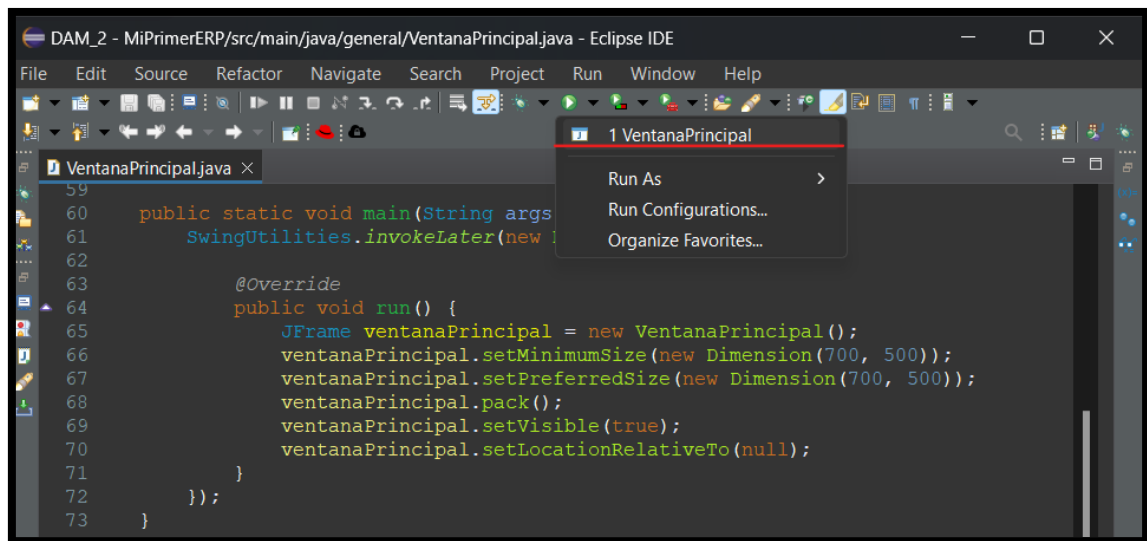 DAM_2 - MiPrimerERP/src/main/java/general/VentanaPrincipal.java - Eclipse IDE
File Edit Source Refactor Navigate Search Project Run Window Help
1 VentanaPrincipal
Run As
Run Configurations...
Organize Favorites...
VentanaPrincipal.java
59
60 public static void main(String args
61 SwingUtilities.invokeLater(new
62
63 @Override
64 public void run() {
65 JFrame ventanaPrincipal = new VentanaPrincipal();
66 ventanaPrincipal.setMinimumSize(new Dimension(700, 500));
67 ventanaPrincipal.setPreferredSize(new Dimension(700, 500));
68 ventanaPrincipal.pack();
69 ventanaPrincipal.setVisible(true);
70 ventanaPrincipal.setLocationRelativeTo(null);
71 }
72 });
73 }